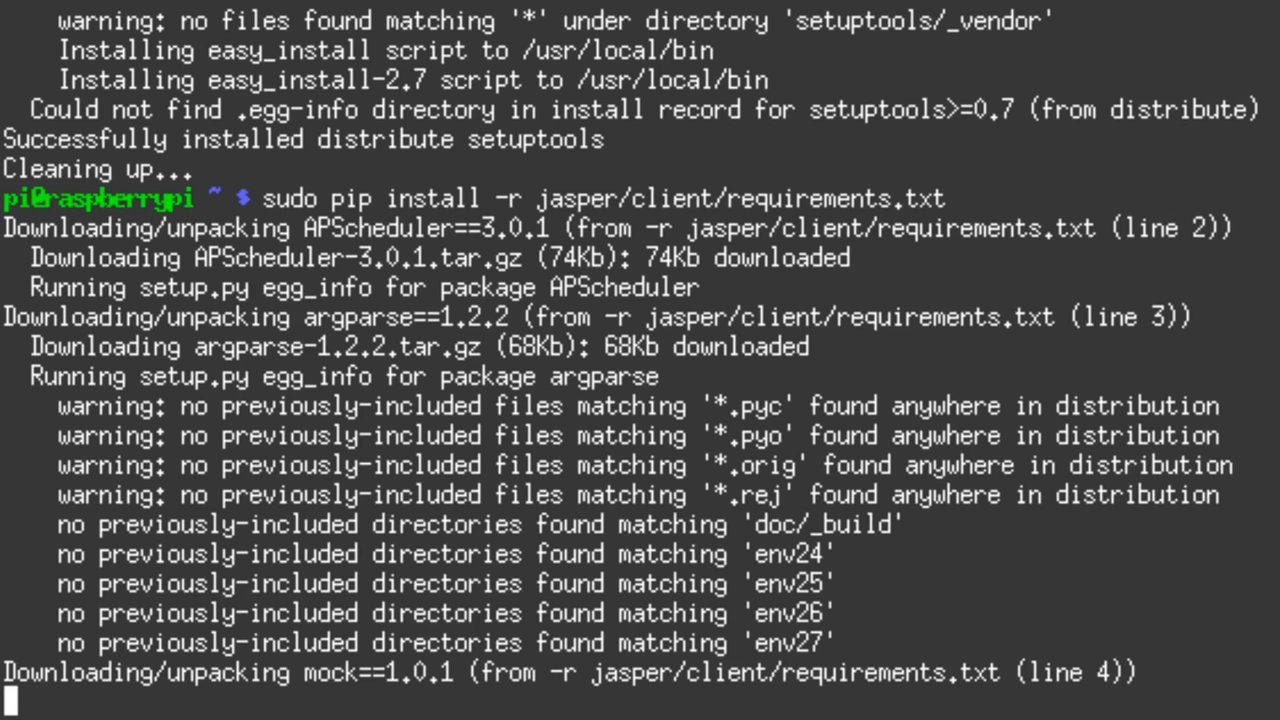 warning: no files found matching '*' under directory 'setuptools/_vendor'
Installing easy_install script to /usr/local/bin
Installing easy_install-2.7 script to /usr/local/bin
Could not find .egg-info directory in install record for setuptools>=0.7 (from distribute)
Successfully installed distribute setuptools
Cleaning up...
pi@raspberrypi ~ $ sudo pip install -r jasper/client/requirements.txt
Downloading/unpacking APScheduler==3.0.1 (from -r jasper/client/requirements.txt (line 2))
Downloading APScheduler-3.0.1.tar.gz (74Kb): 74Kb downloaded
Running setup.py egg_info for package APScheduler
Downloading/unpacking argparse==1.2.2 (from -r jasper/client/requirements.txt (line 3))
Downloading argparse-1.2.2.tar.gz (68Kb): 68Kb downloaded
Running setup.py egg_info for package argparse
warning: no previously-included files matching '*.pyc' found anywhere in distribution
warning: no previously-included files matching '*.pyo' found anywhere in distribution
warning: no previously-included files matching '*.orig' found anywhere in distribution
warning: no previously-included files matching '*.rej' found anywhere in distribution
no previously-included directories found matching 'doc/_build'
no previously-included directories found matching 'env24'
no previously-included directories found matching 'env25'
no previously-included directories found matching 'env26'
no previously-included directories found matching 'env27'
Downloading/unpacking mock==1.0.1 (from -r jasper/client/requirements.txt (line 4))